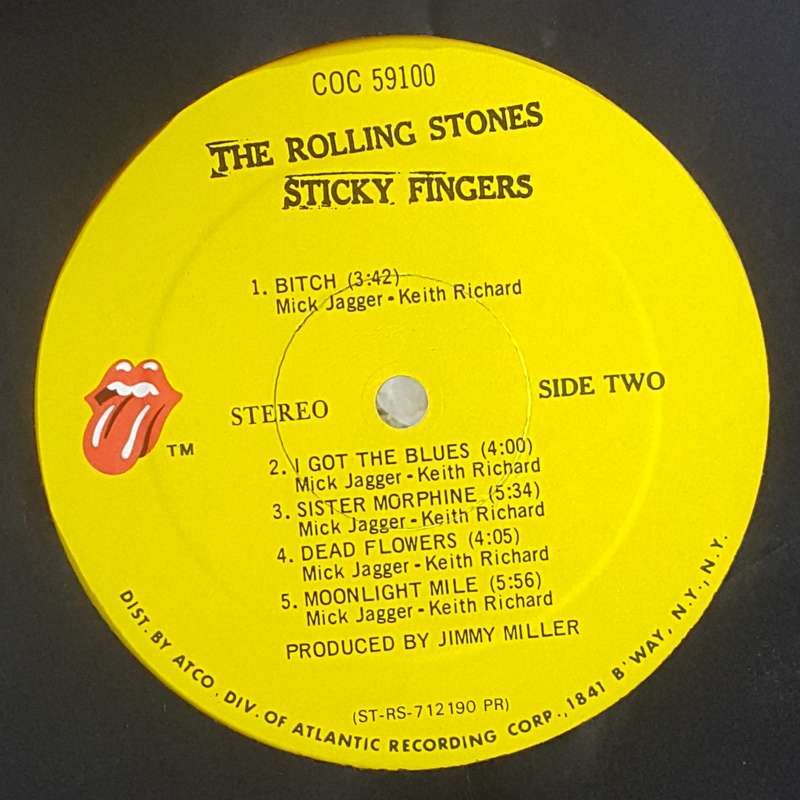 COC 59100
THE ROLLING STONES
STICKY FINGERS
1. BITCH (3:42)
Mick Jagger - Keith Richard
STEREO
SIDE TWO
TM
2. I GOT THE BLUES (4:00)
Mick Jagger - Keith Richard
3. SISTER MORPHINE (5:34)
Mick Jagger - Keith Richard
4. DEAD FLOWERS (4:05)
Mick Jagger - Keith Richard
5. MOONLIGHT MILE (5:56)
Mick Jagger - Keith Richard
PRODUCED BY JIMMY MILLER
(ST-RS-712190 PR)
DIST. BY ATCO. DIV. OF ATLANTIC RECORDING CORP., 1841 B'WAY, N.Y., N.Y.